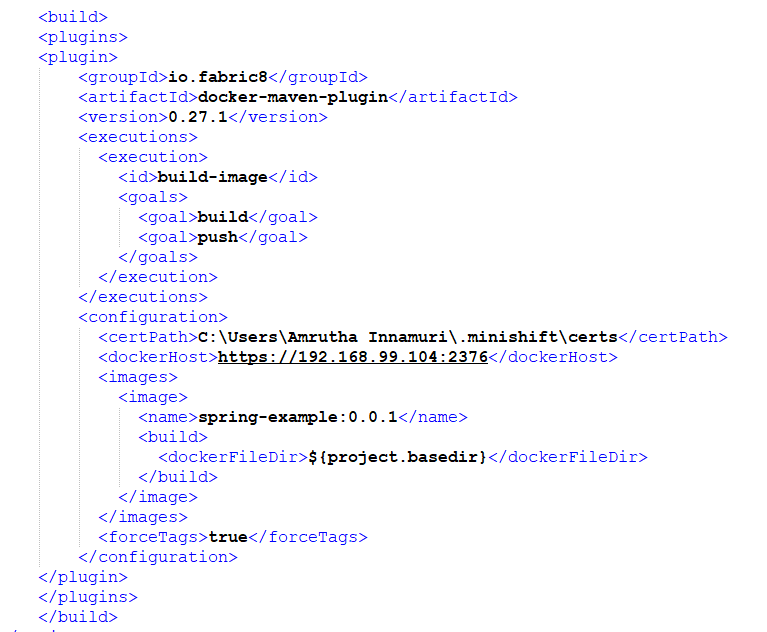 <build>
<plugins>
<plugin>
<groupId>io.fabric8</groupId>
<artifactId>docker-maven-plugin</artifactId>
<version>0.27.1</version>
<executions>
<execution>
<id>build-image</id>
<goals>
<goal>build</goal>
<goal>push</goal>
</goals>
</execution>
</executions>
<configuration>
<certPath>C:\Users\Amrutha Innamuri\.minishift\certs</certPath>
<dockerHost>https://192.168.99.104:2376</dockerHost>
<images>
<image>
<name>spring-example:0.0.1</name>
<build>
<dockerFileDir>${project.basedir}</dockerFileDir>
</build>
</image>
</images>
<forceTags>true</forceTags>
</configuration>
</plugin>
</plugins>
</build>